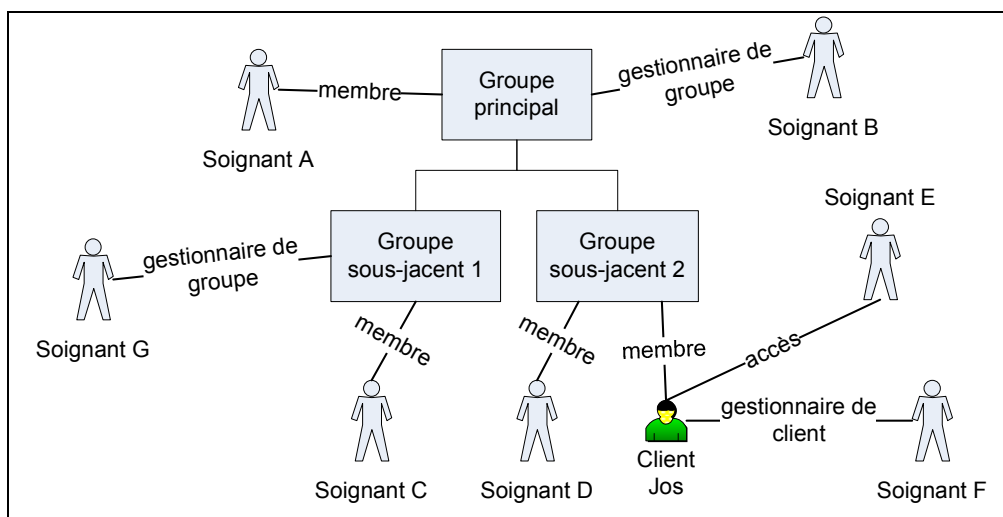 membre
Groupe
principal
gestionnaire de
groupe
Soignant A
Soignant B
Soignant E
gestionnaire de
groupe
Groupe
sous-jacent 1
Groupe
sous-jacent 2
Soignant G
membre
membre
membre
accès
gestionnaire de
client
Soignant C
Soignant D
Client
Jos
Soignant F